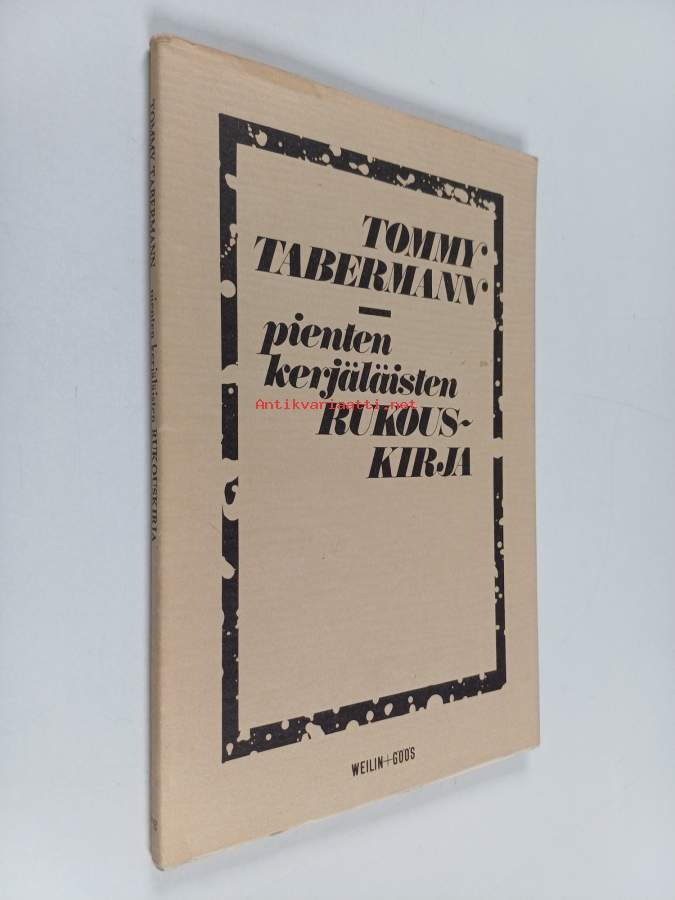 TOMMY TABERMANN pienten kerjäläisten RUKOUSKIRJA
TOMMY
TABERMANN
pienten
kerjäläisten
Antikvariaatti.net
RUKOUS-
KIRJA
WEILIN+GÖÖS